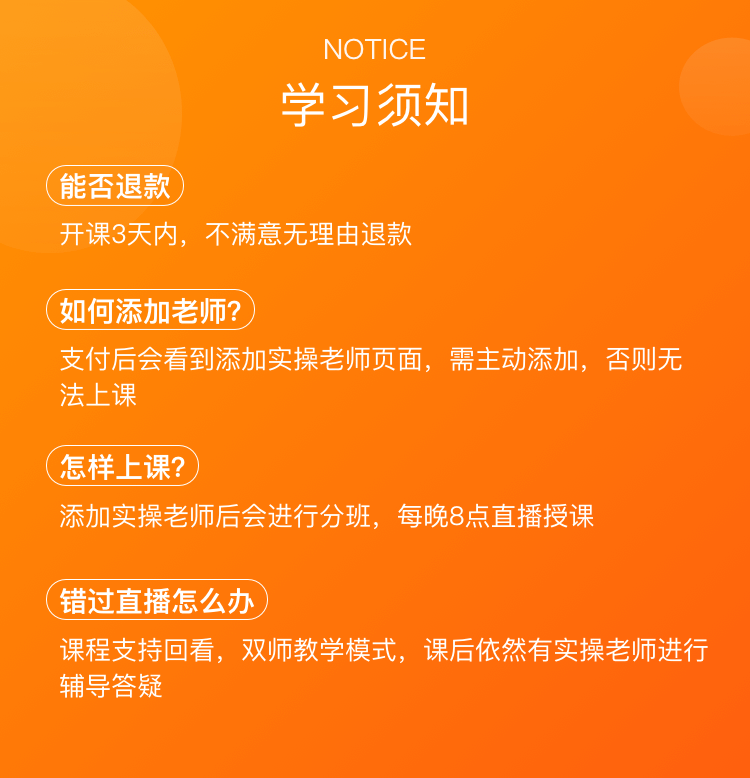 NOTICE
学习须知
能否退款
开课3天内，不满意无理由退款
如何添加老师?
支付后会看到添加实操老师页面，需主动添加，否则无
法上课
怎样上课?
添加实操老师后会进行分班，每晚8点直播授课
错过直播怎么办
课程支持回看，双师教学模式，课后依然有实操老师进行
辅导答疑